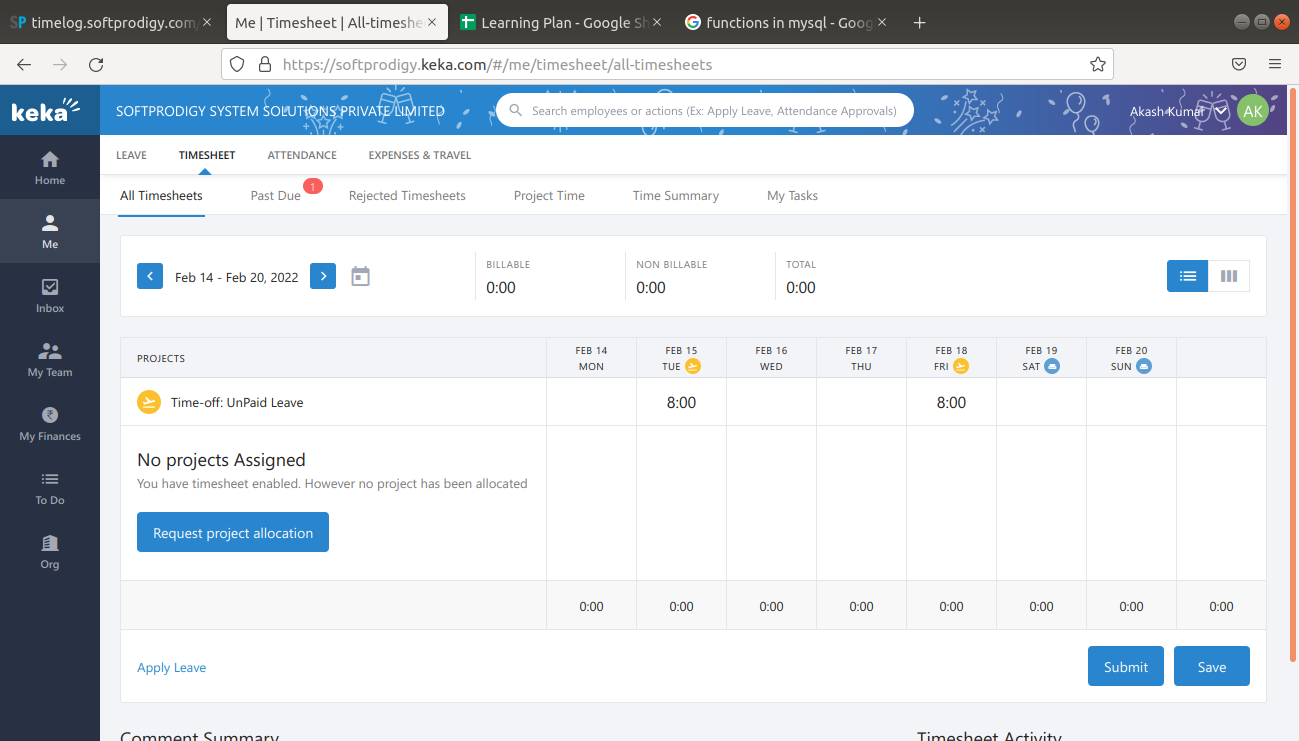 SP timelog.softprodigy.com/
Me | Timesheet | All-timeshe
Learning Plan - Google Sh
functions in mysql - Goog
https://softprodigy.keka.com/#/me/timesheet/all-timesheets
keka
SOFTPRODIGY SYSTEM SOLUTIONS PRIVATE LIMITED
Search employees or actions (Ex: Apply Leave, Attendance Approvals)
Akash Kumar
AK
Home
Me
Inbox
My Team
My Finances
To Do
Org
LEAVE
TIMESHEET
ATTENDANCE
EXPENSES & TRAVEL
All Timesheets
Past Due
1
Rejected Timesheets
Project Time
Time Summary
My Tasks
Feb 14 - Feb 20, 2022
BILLABLE
0:00
NON BILLABLE
0:00
TOTAL
0:00
PROJECTS
FEB 14
MON
FEB 15
TUE
FEB 16
WED
FEB 17
THU
FEB 18
FRI
FEB 19
SAT
FEB 20
SUN
Time-off: UnPaid Leave
8:00
8:00
No projects Assigned
You have timesheet enabled. However no project has been allocated
Request project allocation
0:00
0:00
0:00
0:00
0:00
0:00
0:00
0:00
Apply Leave
Submit
Save
Comment Summary
Timesheet Activity